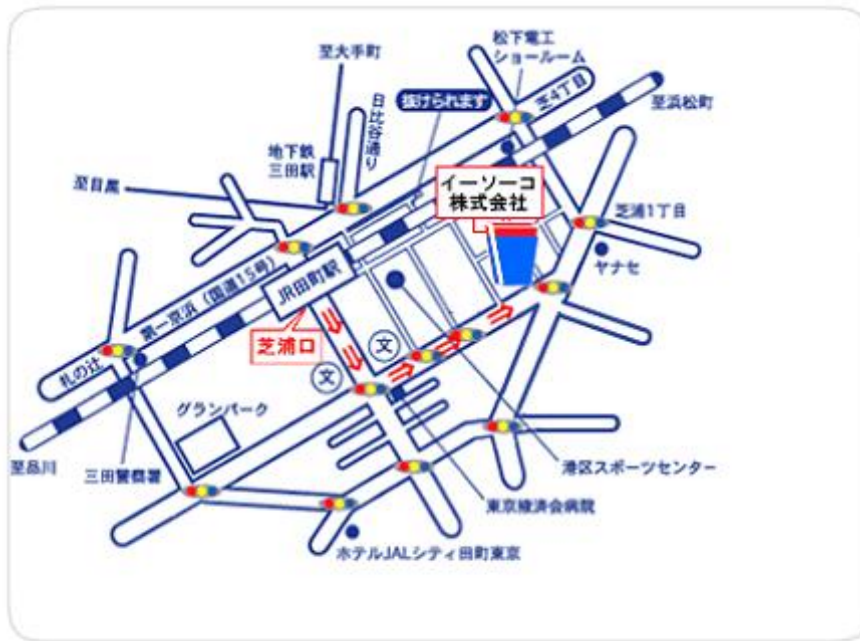 松下電工
ショールーム
至大手町
芝4丁目
抜けられます
至浜松町
日比谷通り
地下鉄
三田駅
至目黒
イーソーコ
株式会社
芝浦1丁目
ヤナセ
第一京浜（国道15号）
JR田町駅
芝浦口
文
文
札の辻
グランパーク
至品川
三田警察署
港区スポーツセンター
東京綾済会病院
ホテルJALシティ田町東京